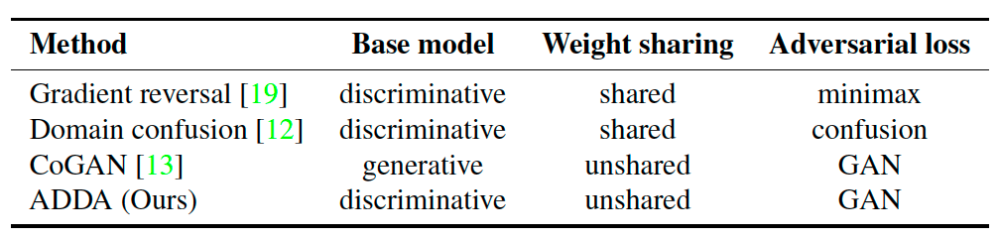 Method Base model Weight sharing Adversarial loss
Gradient reversal [19] discriminative shared minimax
Domain confusion [12] discriminative shared confusion
CoGAN [13] generative unshared GAN
ADDA (Ours) discriminative unshared GAN